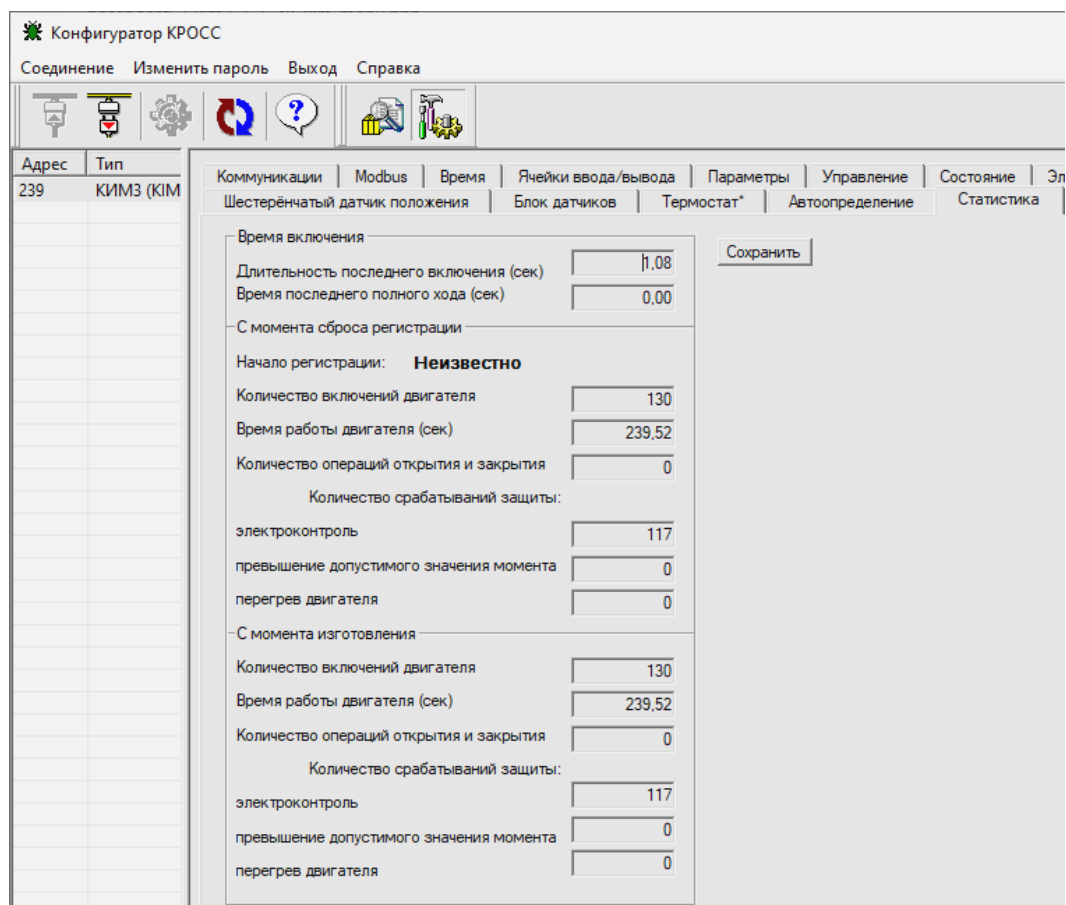 Конфигуратор КРОСС
Соединение Изменить пароль Выход Справка
Адрес Тип
239 КИМ3 (KIM
Коммуникации Modbus Время Ячейки ввода/вывода Параметры Управление Состояние Эл
Шестерёнчатый датчик положения Блок датчиков Термостат* Автоопределение Статистика
Время включения
Сохранить
Длительность последнего включения (сек) 1,08
Время последнего полного хода (сек) 0,00
С момента сброса регистрации
Начало регистрации: Неизвестно
Количество включений двигателя 130
Время работы двигателя (сек) 239,52
Количество операций открытия и закрытия 0
Количество срабатываний защиты:
электроконтроль 117
превышение допустимого значения момента 0
перегрев двигателя 0
С момента изготовления
Количество включений двигателя 130
Время работы двигателя (сек) 239,52
Количество операций открытия и закрытия 0
Количество срабатываний защиты:
электроконтроль 117
превышение допустимого значения момента 0
перегрев двигателя 0